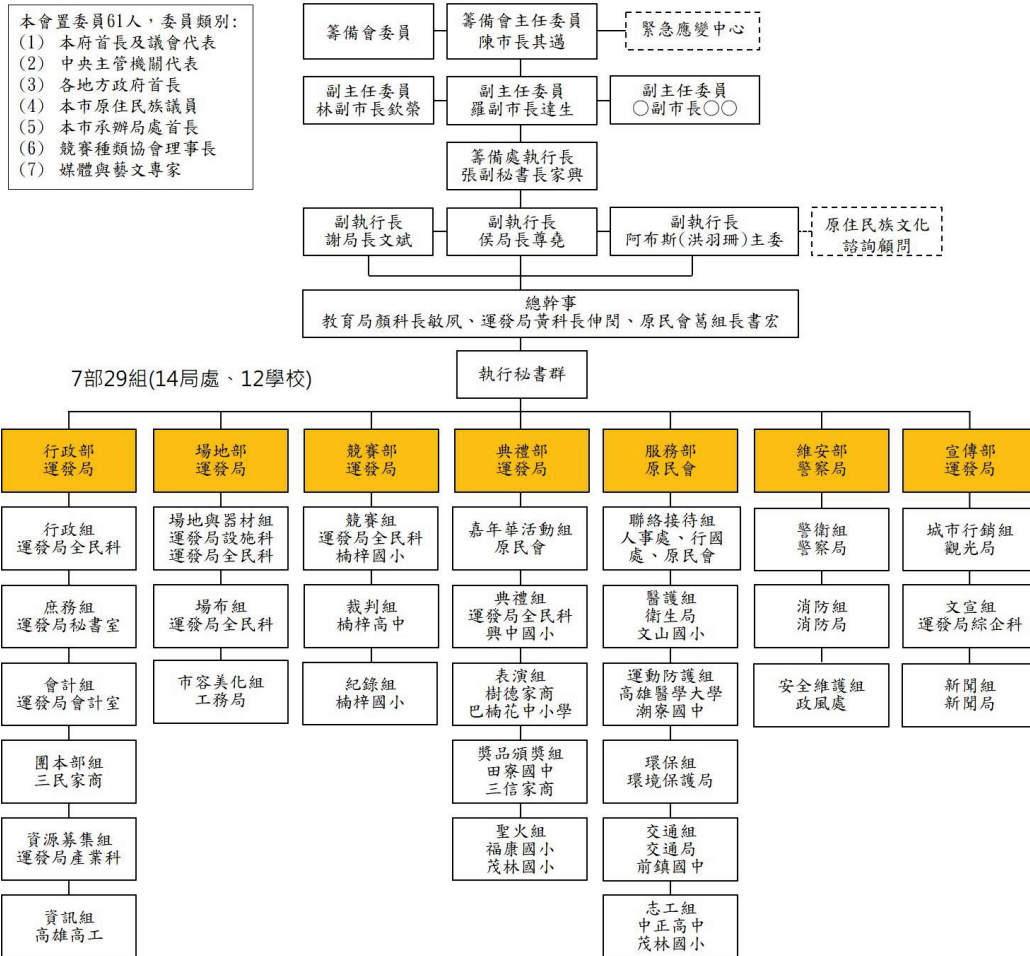 本會置委員61人，委員類別:
(1) 本府首長及議會代表
(2) 中央主管機關代表
(3) 各地方政府首長
(4) 本市原住民族議員
(5) 本市承辦局處首長
(6) 競賽種類協會理事長
(7) 媒體與藝文專家
籌備會委員
籌備會主任委員
陳市長其邁
緊急應變中心
副主任委員
林副市長欽榮
副主任委員
羅副市長達生
副主任委員
○副市長○○
籌備處執行長
張副秘書長家興
副執行長
謝局長文斌
副執行長
侯局長尊堯
副執行長
阿布斯(洪羽珊)主委
原住民族文化
諮詢顧問
總幹事
教育局顏科長敏夙、運發局黃科長伸閔、原民會葛組長書宏
執行秘書群
7部29組(14局處、12學校)
行政部
運發局
場地部
運發局
競賽部
運發局
典禮部
運發局
服務部
原民會
維安部
警察局
宣傳部
運發局
行政組
運發局全民科
場地與器材組
運發局設施科
運發局全民科
競賽組
運發局全民科
楠梓國小
嘉年華活動組
原民會
聯絡接待組
人事處、行國
處、原民會
警衛組
警察局
城市行銷組
觀光局
庶務組
運發局秘書室
場布組
運發局全民科
裁判組
楠梓高中
典禮組
運發局全民科
興中國小
醫護組
衛生局
文山國小
消防組
消防局
文宣組
運發局綜企科
會計組
運發局會計室
市容美化組
工務局
紀錄組
楠梓國小
表演組
樹德家商
巴楠花中小學
運動防護組
高雄醫學大學
潮寮國中
安全維護組
政風處
新聞組
新聞局
團本部組
三民家商
獎品頒獎組
田寮國中
三信家商
環保組
環境保護局
資源募集組
運發局產業科
聖火組
福康國小
茂林國小
交通組
交通局
前鎮國中
資訊組
高雄高工
志工組
中正高中
茂林國小